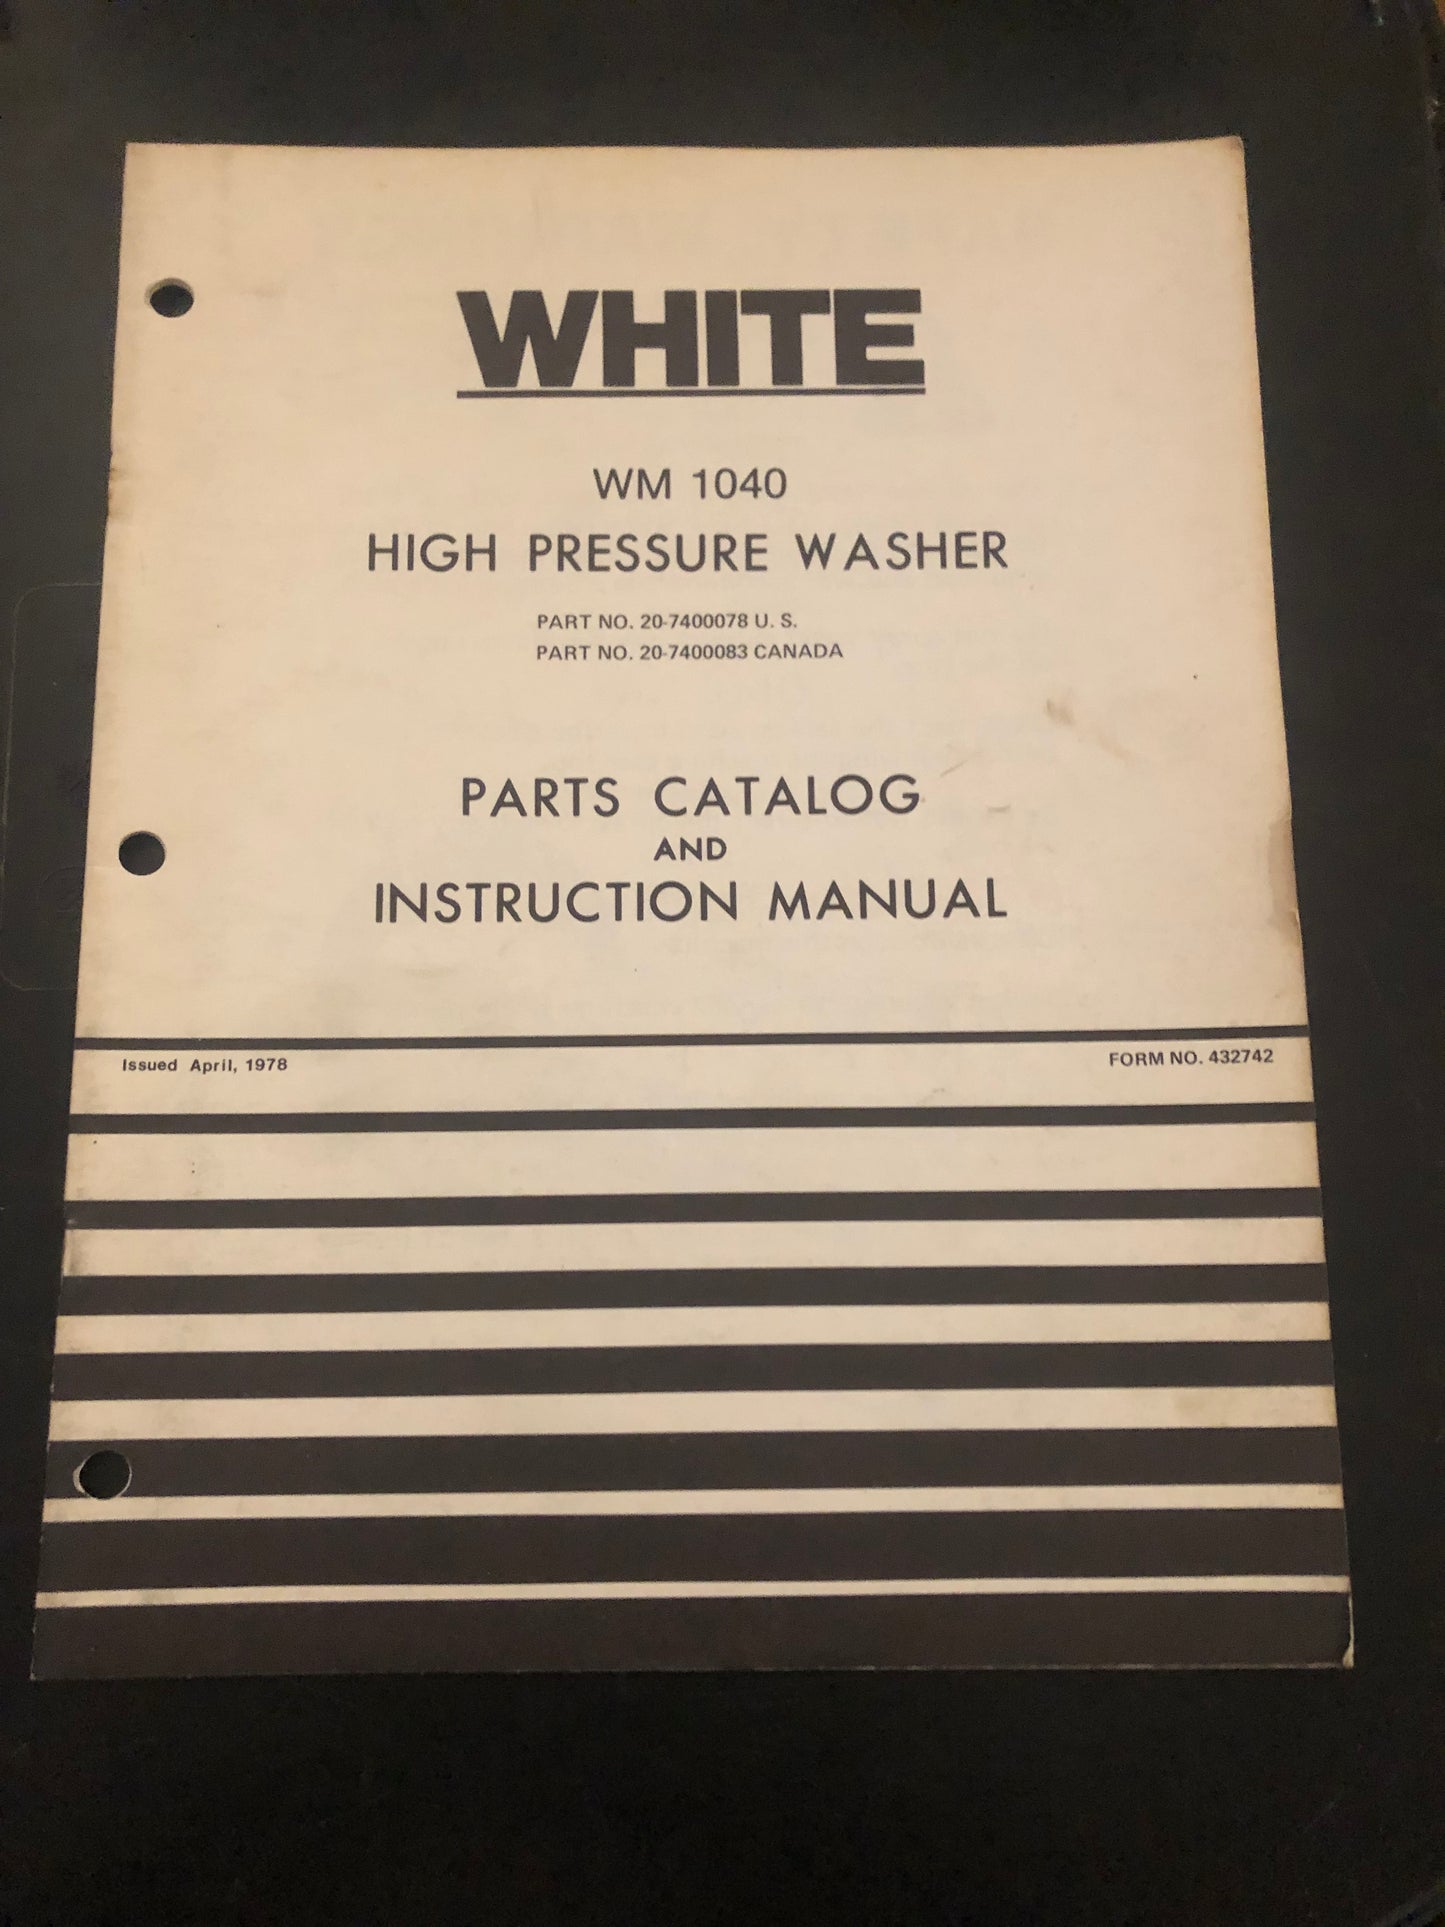 WHITE
WM 1040
HIGH PRESSURE WASHER
PART NO. 20-7400078 U. S.
PART NO. 20-7400083 CANADA
PARTS CATALOG
AND
INSTRUCTION MANUAL
Issued April, 1978
FORM NO. 432742